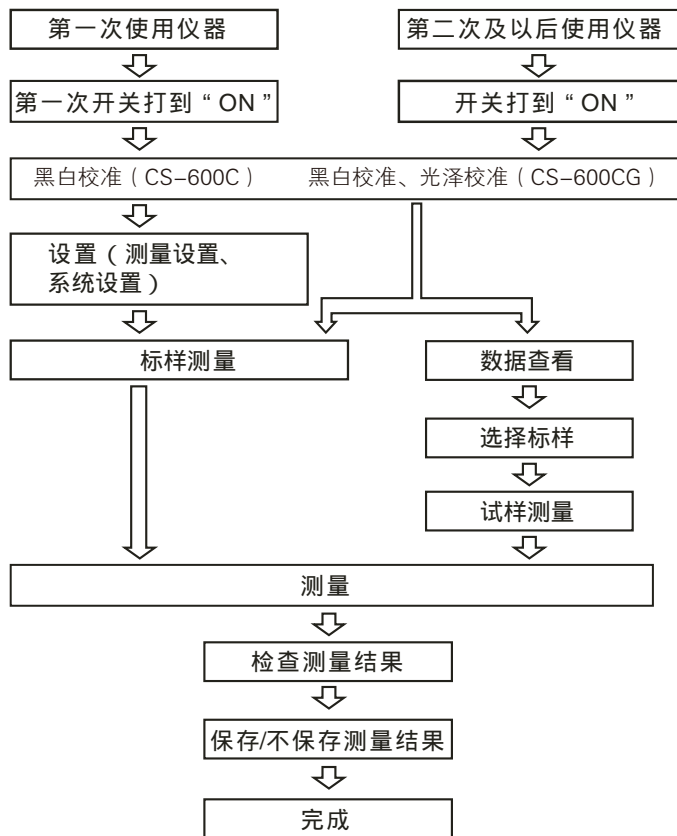 第一次使用仪器
第二次及以后使用仪器
第一次开关打到“ON”
开关打到“ON”
黑白校准（CS–600C）
黑白校准、光泽校准（CS–600CG）
设置（测量设置、
系统设置）
标样测量
数据查看
选择标样
试样测量
测量
检查测量结果
保存/不保存测量结果
完成